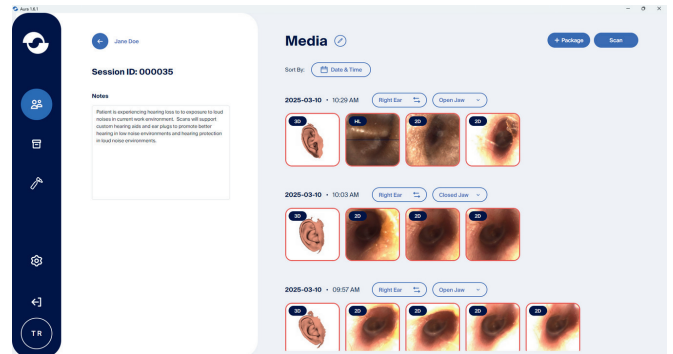 Aura 1.6.1
Jane Doe
Session ID: 000035
Notes
Patient is experiencing hearing loss to to exposure to loud
noises in current work environment. Scans will support
custom hearing aids and ear plugs to promote better
hearing in low noise environments and hearing protection
in loud noise environments.
TR
Media
+ Package
Scan
Sort By:
Date & Time
2025-03-10 • 10:29 AM
Right Ear
Open Jaw
3D
HL
2D
2D
2025-03-10 • 10:03 AM
Right Ear
Closed Jaw
3D
2D
2D
2D
2025-03-10 • 09:57 AM
Right Ear
Open Jaw
3D
2D
2D
2D
2D